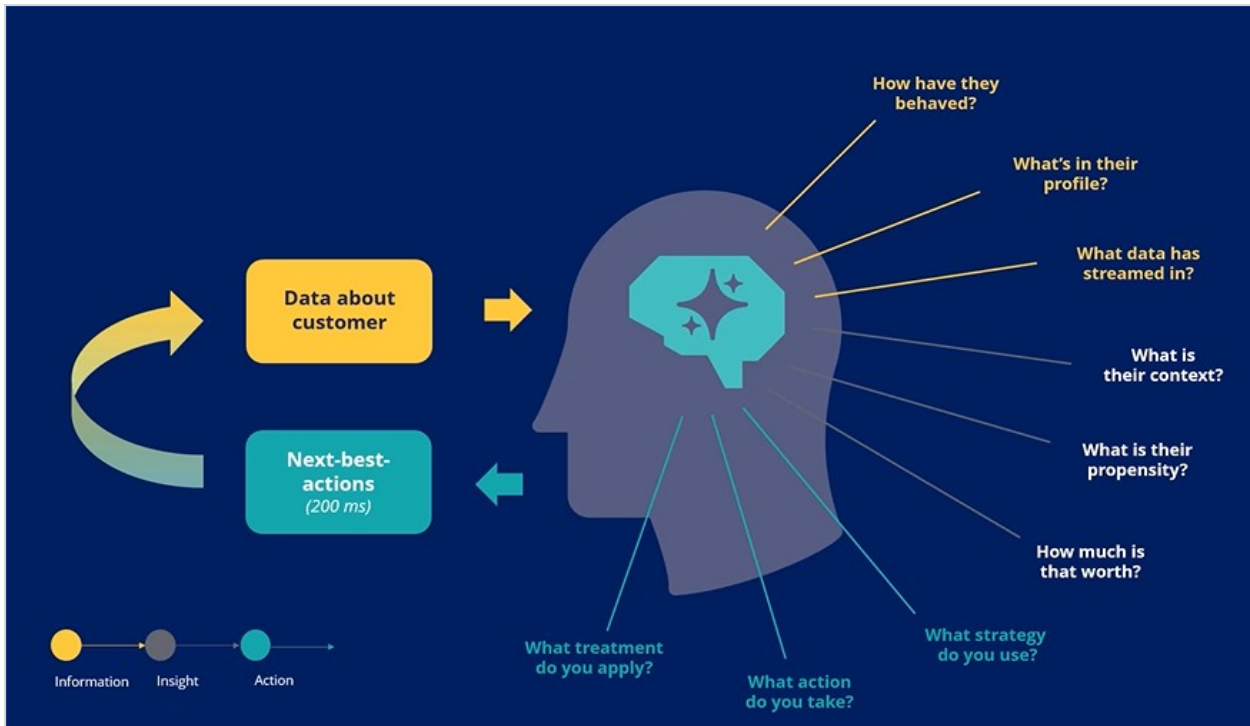 How have they
behaved?
What's in their
profile?
What data has
streamed in?
What is
their context?
What is their
propensity?
How much is
that worth?
What strategy
do you use?
What action
do you take?
What treatment
do you apply?
Data about
customer
Next-best-
actions
(200 ms)
Information
Insight
Action